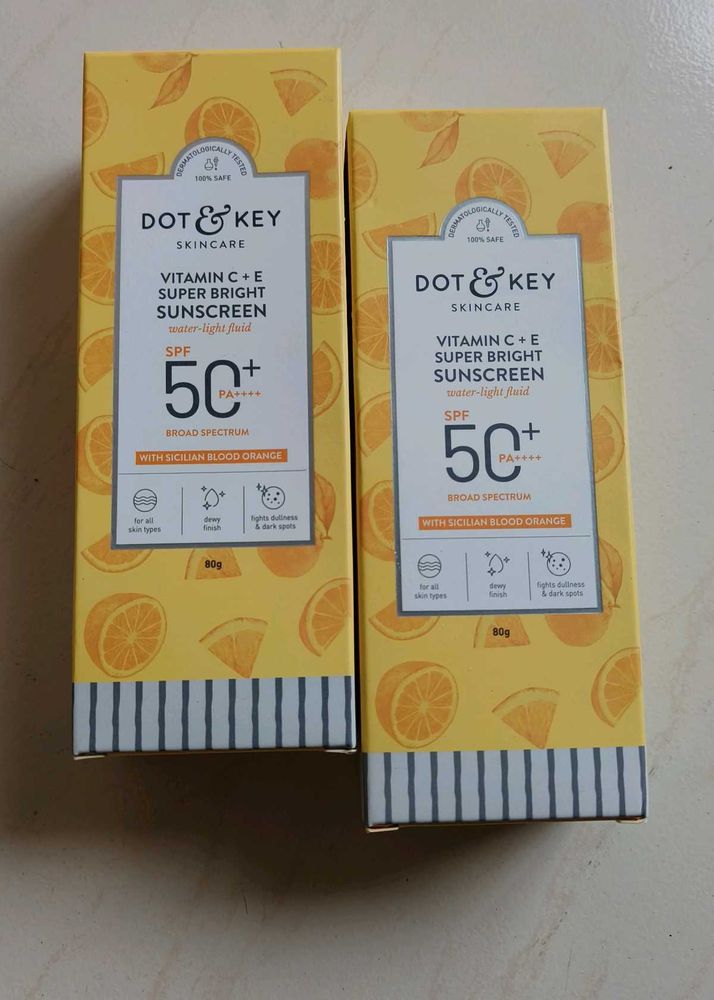 DERMATOLOGICALLY TESTED
100% SAFE
DOT & KEY
SKINCARE
VITAMIN C + E
SUPER BRIGHT
SUNSCREEN
water-light fluid
SPF
50+
PA++++
BROAD SPECTRUM
WITH SICILIAN BLOOD ORANGE
for all
skin types
dewy
finish
fights dullness
& dark spots
80g
DERMATOLOGICALLY TESTED
100% SAFE
DOT & KEY
SKINCARE
VITAMIN C + E
SUPER BRIGHT
SUNSCREEN
water-light fluid
SPF
50+
PA++++
BROAD SPECTRUM
WITH SICILIAN BLOOD ORANGE
for all
skin types
dewy
finish
fights dullness
& dark spots
80g